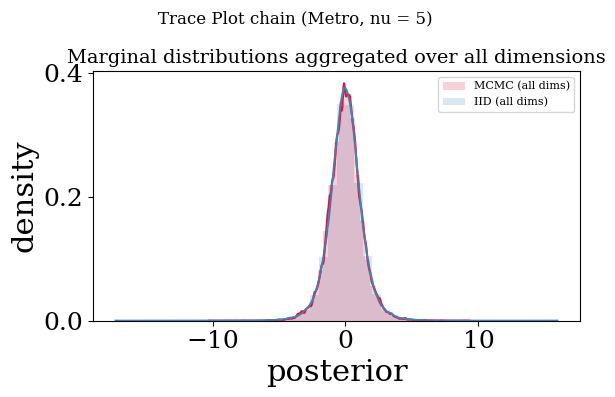 Trace Plot chain (Metro, nu = 5)
Marginal distributions aggregated over all dimensions
MCMC (all dims)
IID (all dims)
density
0.4
0.2
0.0
−10
0
10
posterior